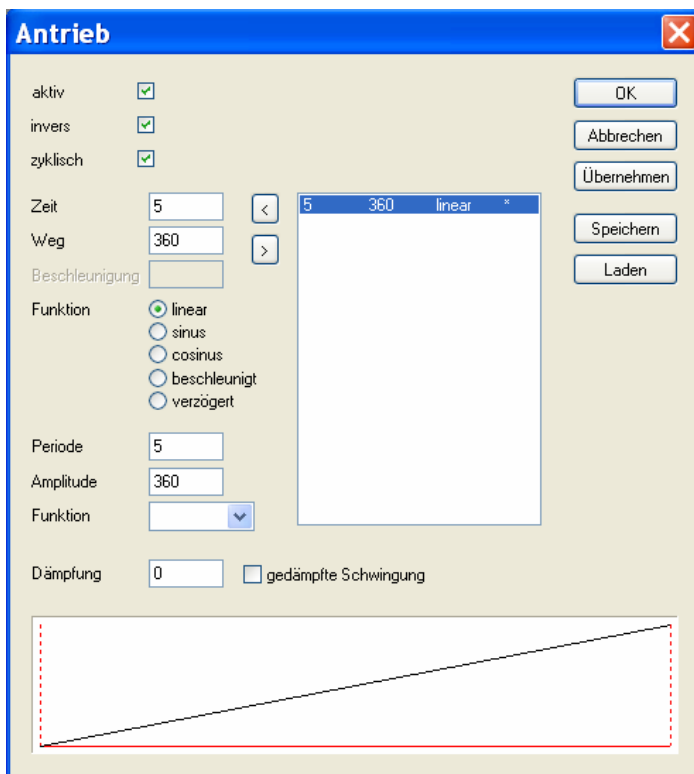 Antrieb
aktiv
OK
invers
Abbrechen
zyklisch
Übernehmen
Zeit 5 < 5 360 linear *
Weg 360 > Speichern
Beschleunigung
Laden
Funktion linear
sinus
cosinus
beschleunigt
verzögert
Periode 5
Amplitude 360
Funktion
Dämpfung 0 gedämpfte Schwingung